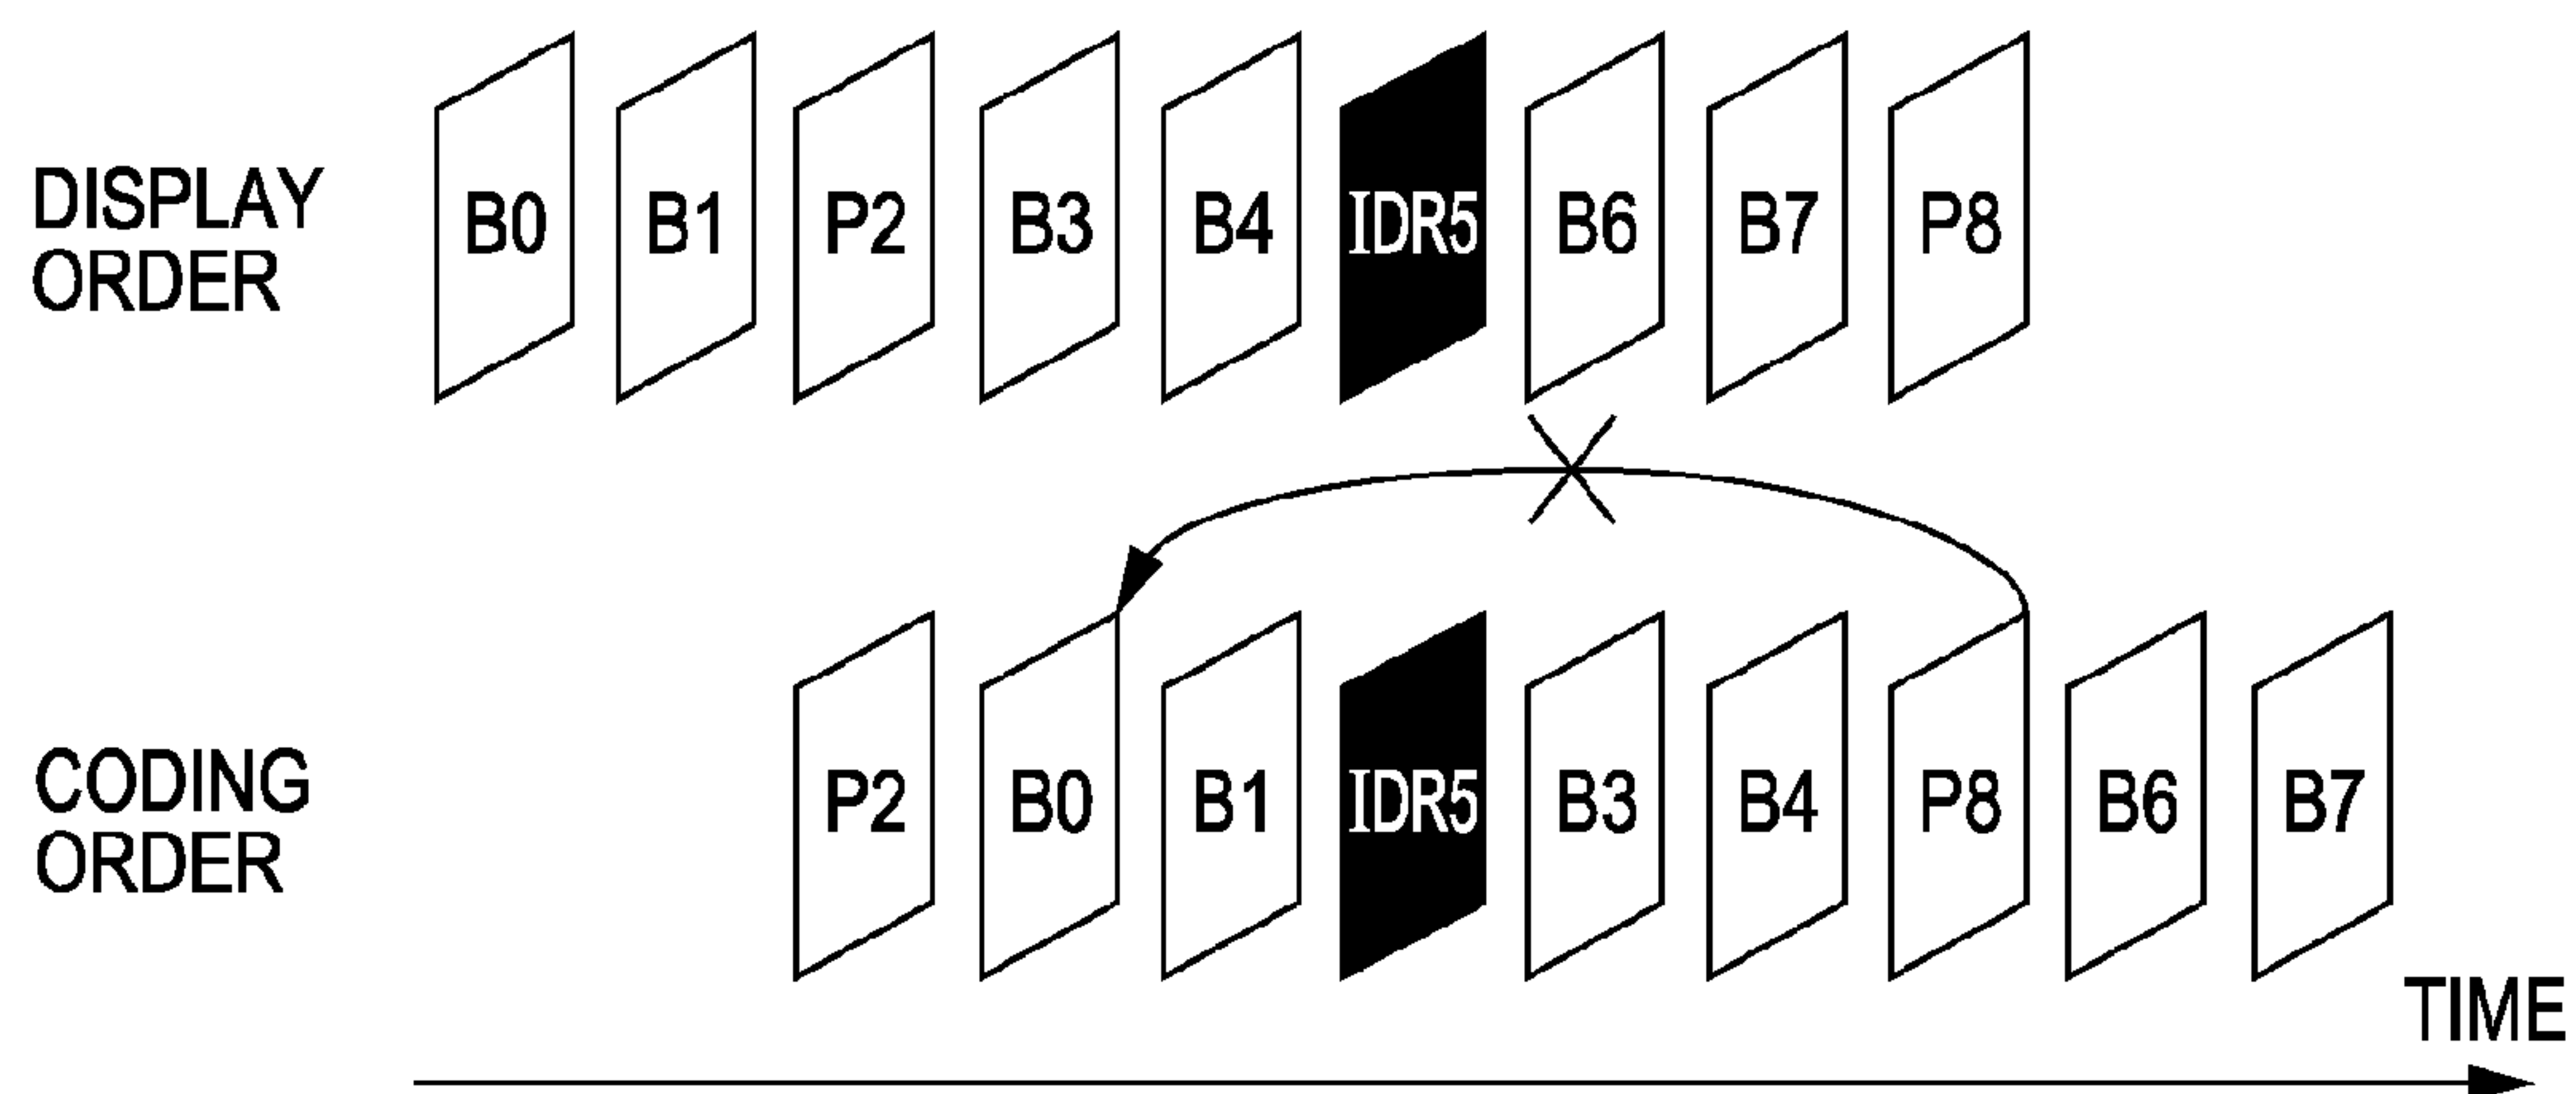 DISPLAY
ORDER
B0 B1 P2 B3 B4 IDR5 B6 B7 P8
CODING
ORDER
P2 B0 B1 IDR5 B3 B4 P8 B6 B7
TIME